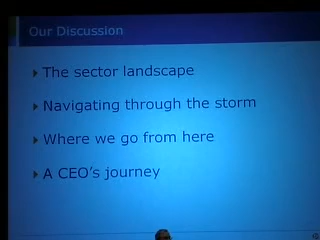 Our Discussion
The sector landscape
Navigating through the storm
Where we go from here
A CEO's journey